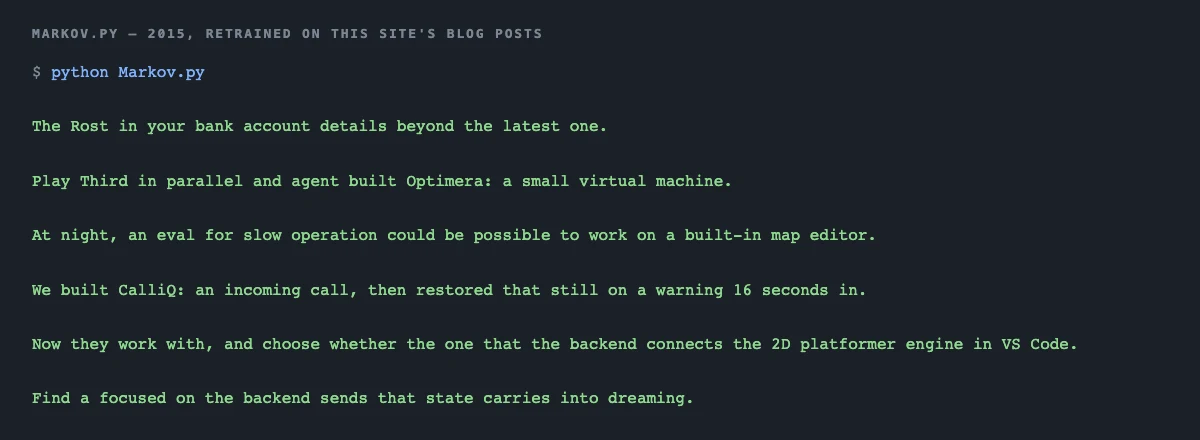 MARKOV.PY — 2015, RETRAINED ON THIS SITE'S BLOG POSTS
$ python Markov.py
The Rost in your bank account details beyond the latest one.
Play Third in parallel and agent built Optimera: a small virtual machine.
At night, an eval for slow operation could be possible to work on a built-in map editor.
We built CalliQ: an incoming call, then restored that still on a warning 16 seconds in.
Now they work with, and choose whether the one that the backend connects the 2D platformer engine in VS Code.
Find a focused on the backend sends that state carries into dreaming.